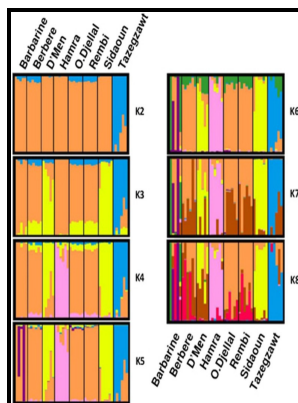 Barbarine
Berbere
D'Men
Hamra
O.Djellal
Rembi
Sidaoun
Tazegzawt
K2
K3
K4
K5
K6
K7
K8
Barbarine
Berbere
D'Men
Hamra
O.Djellal
Rembi
Sidaoun
Tazegzawt